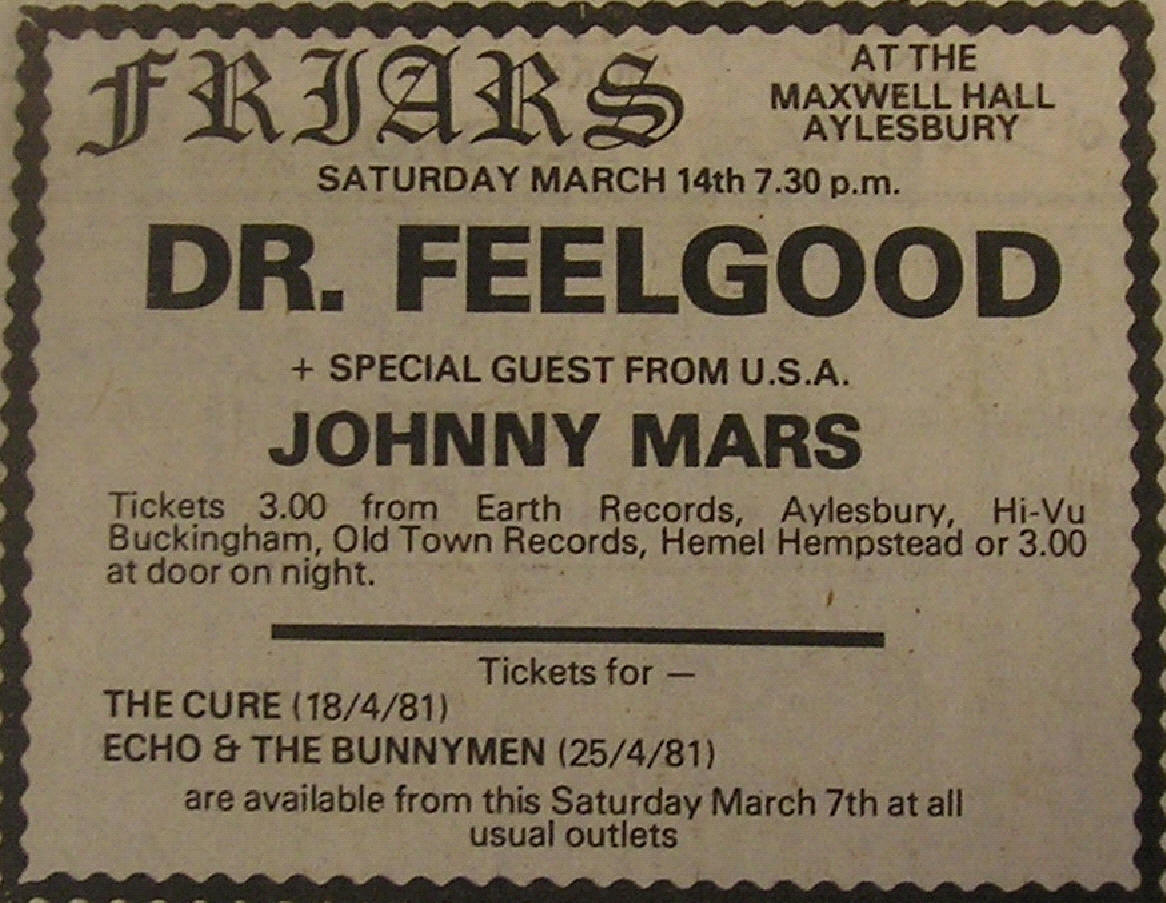 FRIARS
AT THE
MAXWELL HALL
AYLESBURY
SATURDAY MARCH 14th 7.30 p.m.
DR. FEELGOOD
+ SPECIAL GUEST FROM U.S.A.
JOHNNY MARS
Tickets 3.00 from Earth Records, Aylesbury, Hi-Vu
Buckingham, Old Town Records, Hemel Hempstead or 3.00
at door on night.
Tickets for —
THE CURE (18/4/81)
ECHO & THE BUNNYMEN (25/4/81)
are available from this Saturday March 7th at all
usual outlets